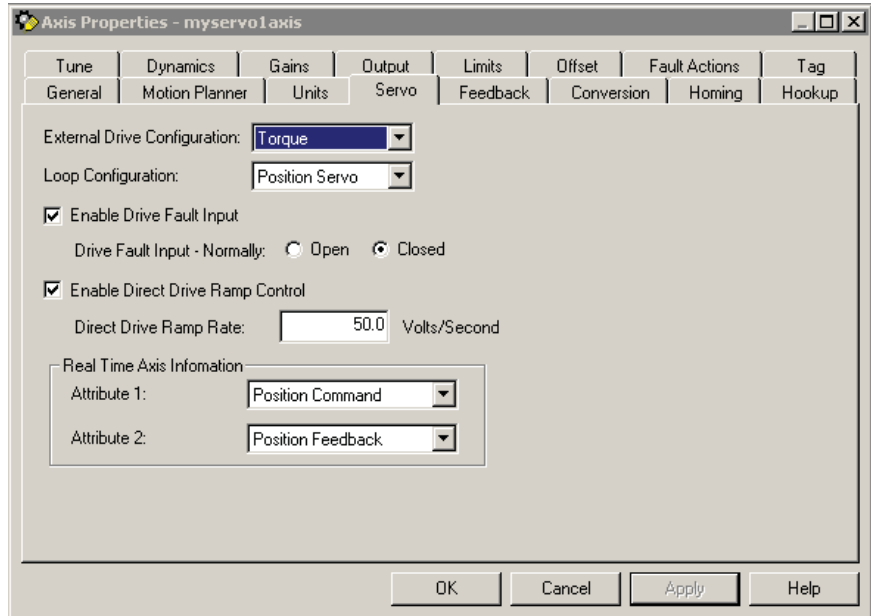 Axis Properties - myservo1axis
Tune Dynamics Gains Output Limits Offset Fault Actions Tag
General Motion Planner Units Servo Feedback Conversion Homing Hookup
External Drive Configuration: Torque
Loop Configuration: Position Servo
Enable Drive Fault Input
Drive Fault Input - Normally: Open Closed
Enable Direct Drive Ramp Control
Direct Drive Ramp Rate: 50.0 Volts/Second
Real Time Axis Infomation
Attribute 1: Position Command
Attribute 2: Position Feedback
OK Cancel Apply Help